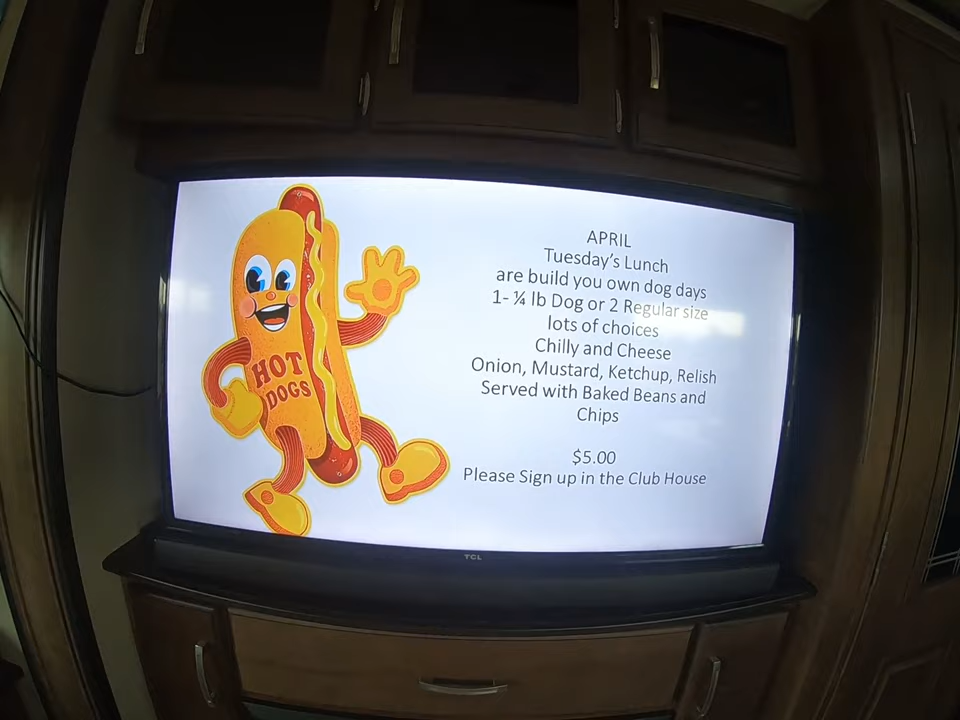 APRIL
Tuesday's Lunch
are build you own dog days
1- ¼ lb Dog or 2 Regular size
lots of choices
Chilly and Cheese
Onion, Mustard, Ketchup, Relish
Served with Baked Beans and
Chips
$5.00
Please Sign up in the Club House
HOT
DOGS
TCL